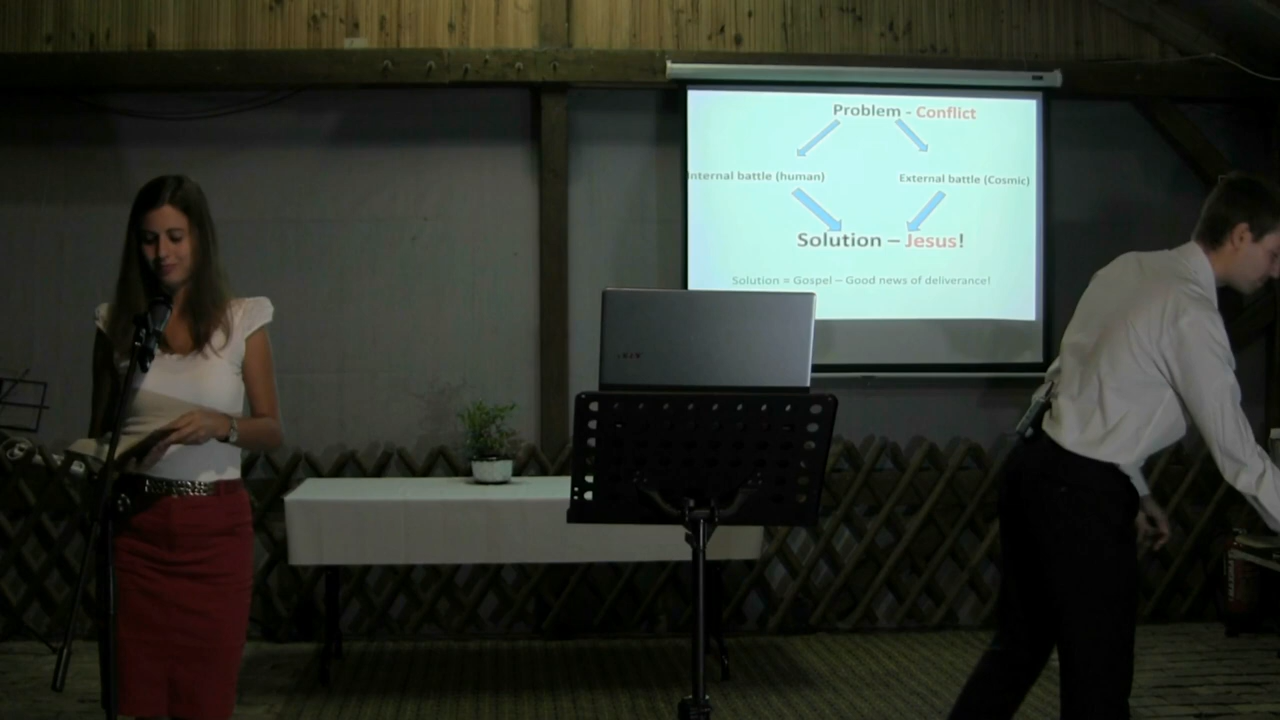 Problem - Conflict
Internal battle (human) External battle (Cosmic)
Solution – Jesus!
Solution = Gospel – Good news of deliverance!